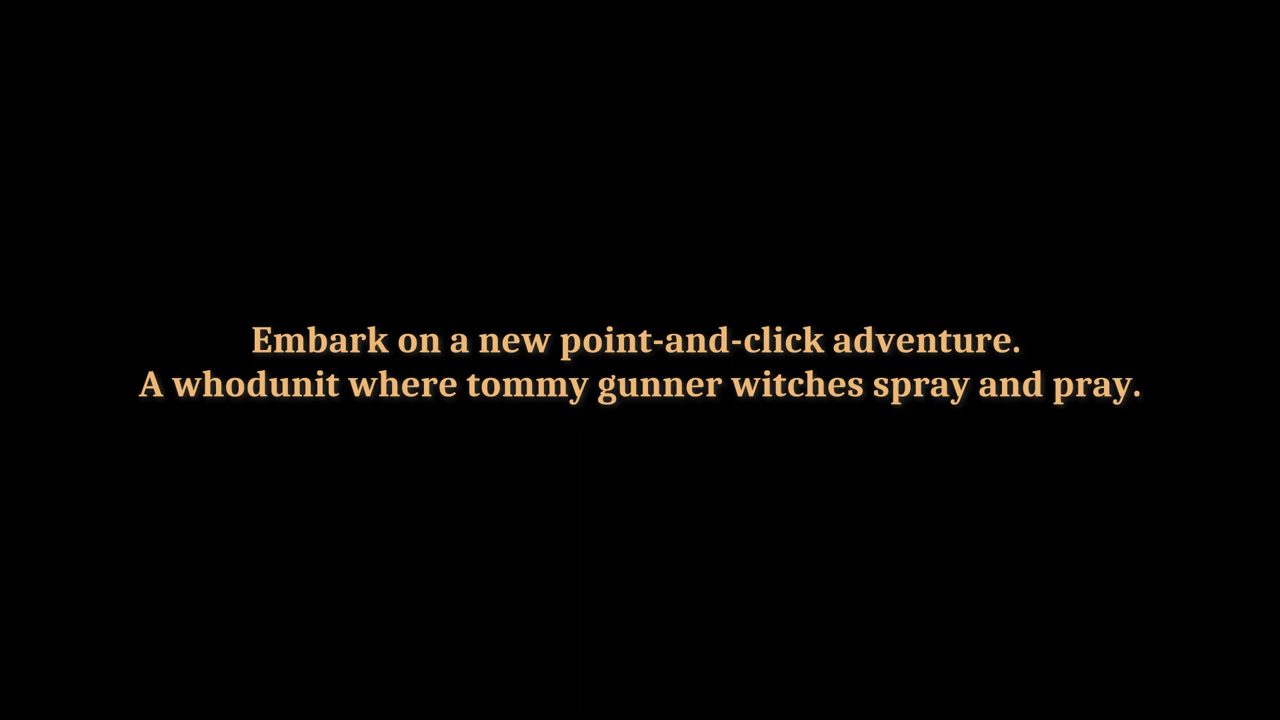 Embark on a new point-and-click adventure.
A whodunit where tommy gunner witches spray and pray.